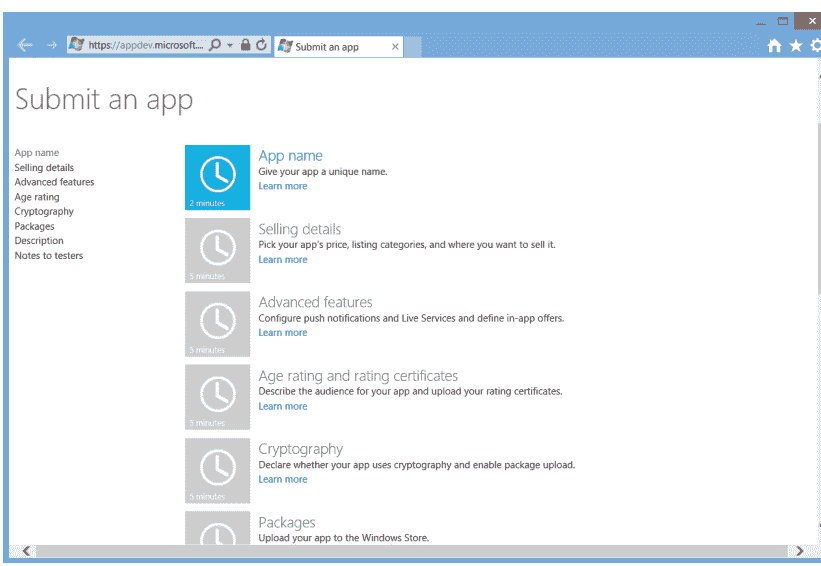 https://appdev.microsoft....
Submit an app
Submit an app
App name
Selling details
Advanced features
Age rating
Cryptography
Packages
Description
Notes to testers
2 minutes
App name
Give your app a unique name.
Learn more
5 minutes
Selling details
Pick your app's price, listing categories, and where you want to sell it.
Learn more
5 minutes
Advanced features
Configure push notifications and Live Services and define in-app offers.
Learn more
5 minutes
Age rating and rating certificates
Describe the audience for your app and upload your rating certificates.
Learn more
5 minutes
Cryptography
Declare whether your app uses cryptography and enable package upload.
Learn more
Packages
Upload your app to the Windows Store.